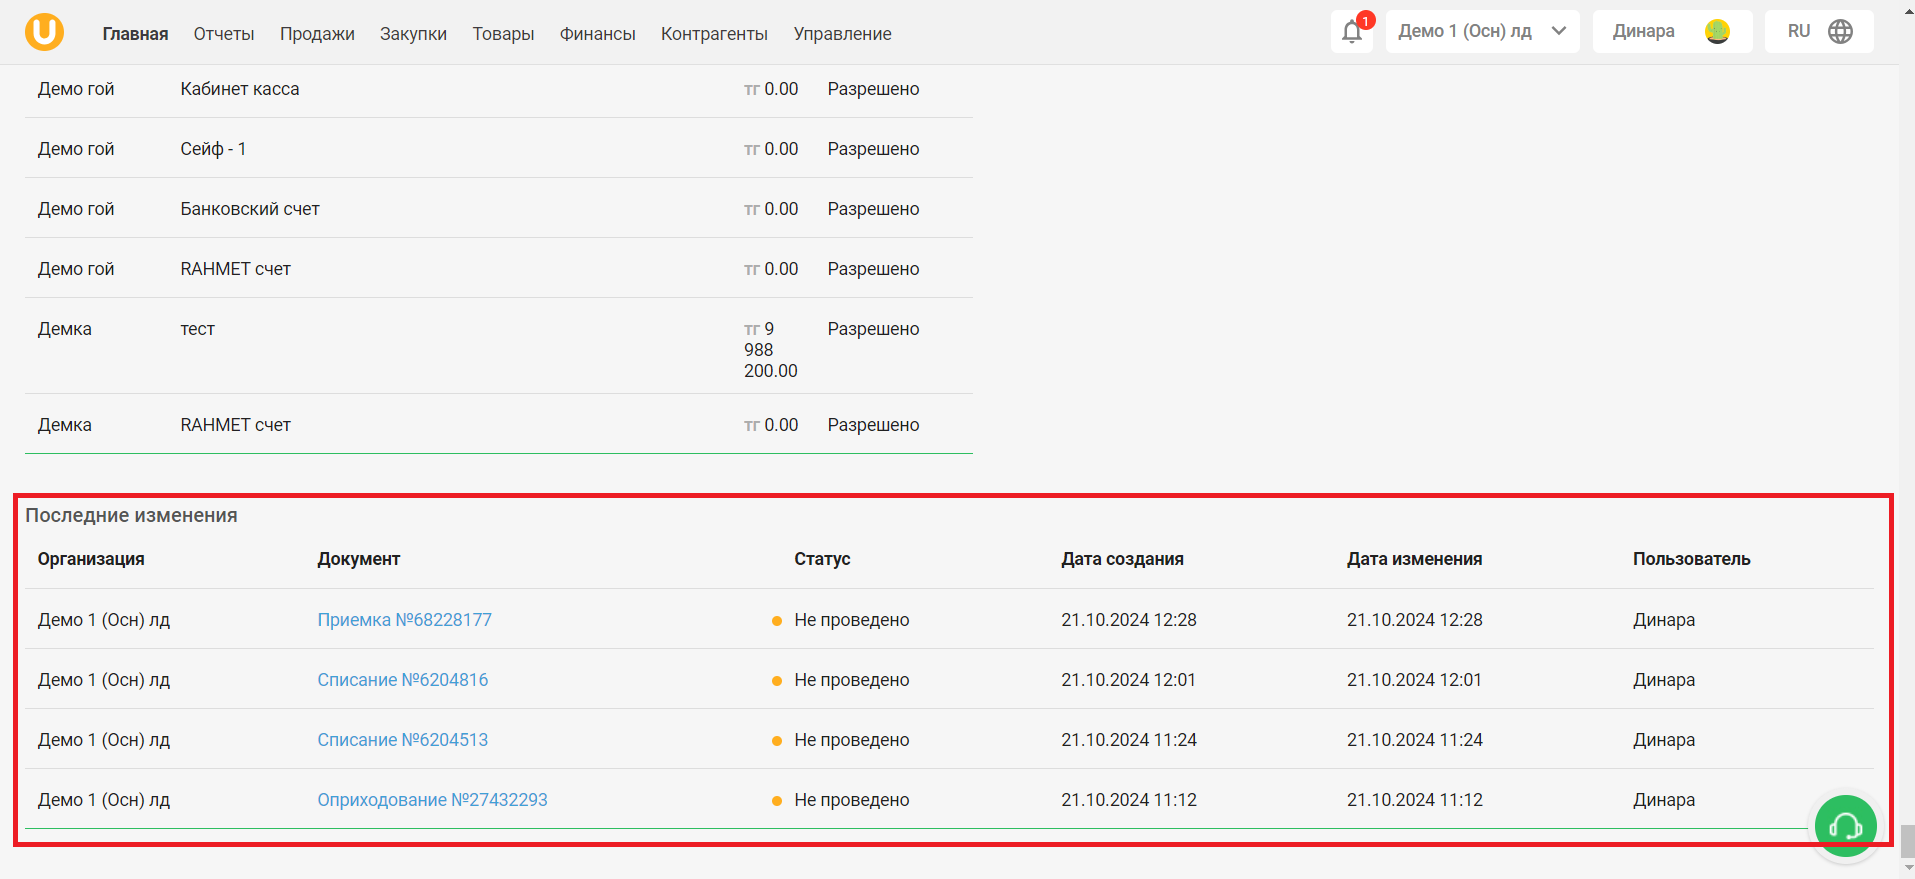 U Главная Отчеты Продажи Закупки Товары Финансы Контрагенты Управление 1 Демо 1 (Осн) лд Динара RU
Демо гой Кабинет касса тг 0.00 Разрешено
Демо гой Сейф - 1 тг 0.00 Разрешено
Демо гой Банковский счет тг 0.00 Разрешено
Демо гой RAHMET счет тг 0.00 Разрешено
Демка тест тг 9 Разрешено
988
200.00
Демка RAHMET счет тг 0.00 Разрешено
Последние изменения
Организация Документ Статус Дата создания Дата изменения Пользователь
Демо 1 (Осн) лд Приемка №68228177 Не проведено 21.10.2024 12:28 21.10.2024 12:28 Динара
Демо 1 (Осн) лд Списание №6204816 Не проведено 21.10.2024 12:01 21.10.2024 12:01 Динара
Демо 1 (Осн) лд Списание №6204513 Не проведено 21.10.2024 11:24 21.10.2024 11:24 Динара
Демо 1 (Осн) лд Оприходование №27432293 Не проведено 21.10.2024 11:12 21.10.2024 11:12 Динара